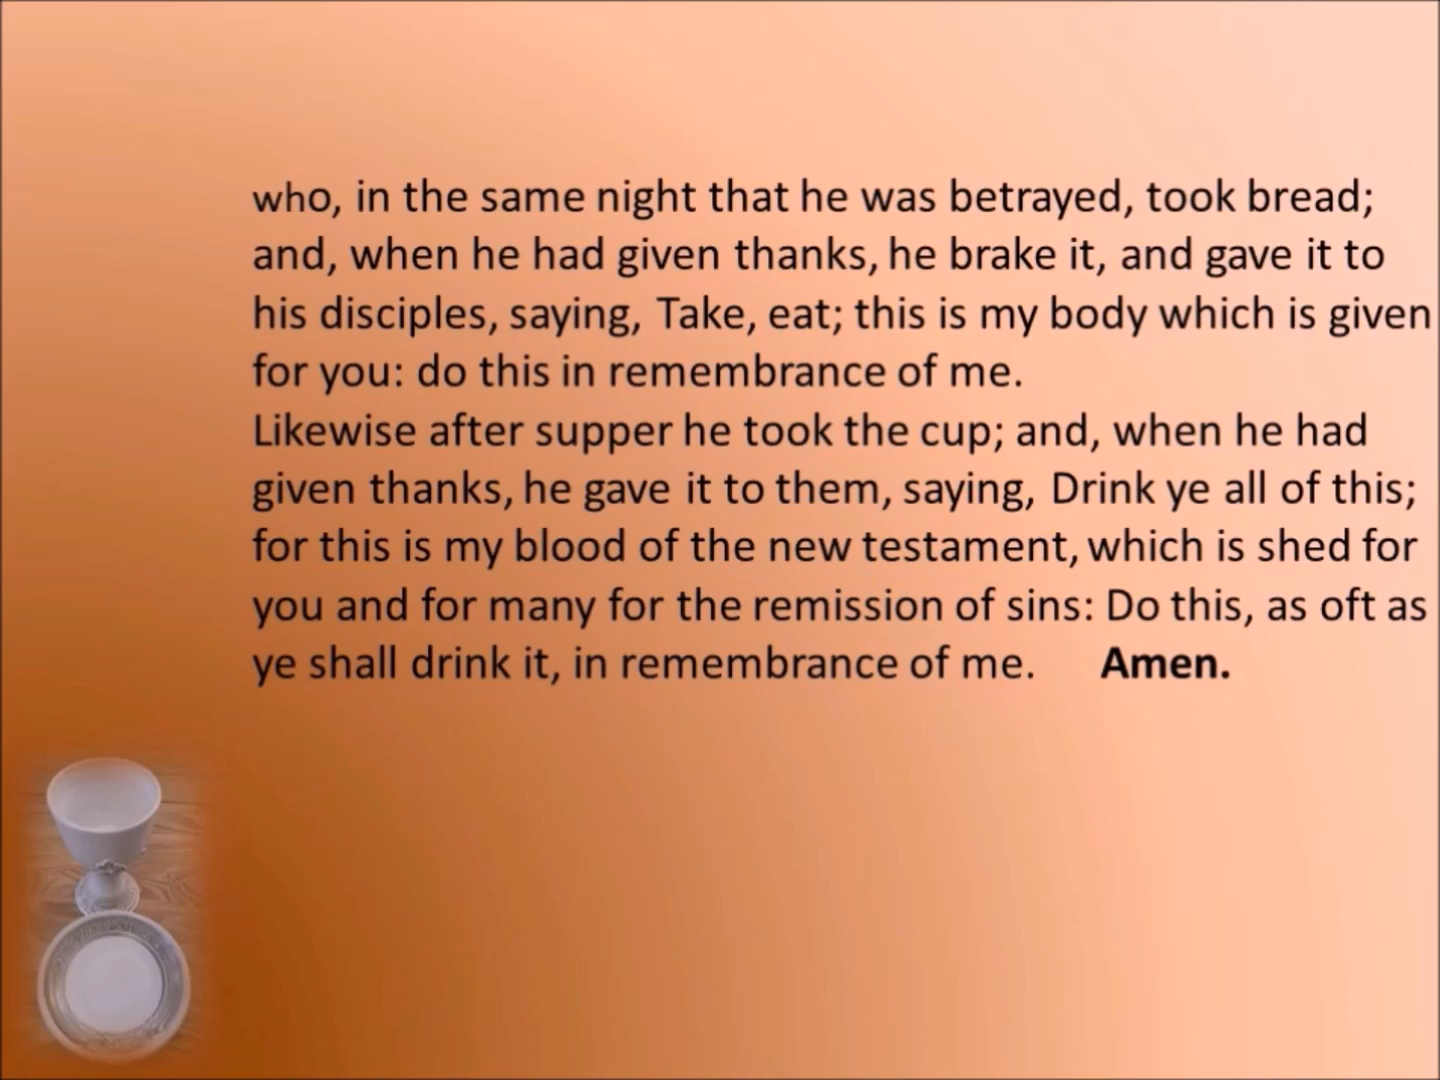 who, in the same night that he was betrayed, took bread;
and, when he had given thanks, he brake it, and gave it to
his disciples, saying, Take, eat; this is my body which is given
for you: do this in remembrance of me.
Likewise after supper he took the cup; and, when he had
given thanks, he gave it to them, saying, Drink ye all of this;
for this is my blood of the new testament, which is shed for
you and for many for the remission of sins: Do this, as oft as
ye shall drink it, in remembrance of me. Amen.